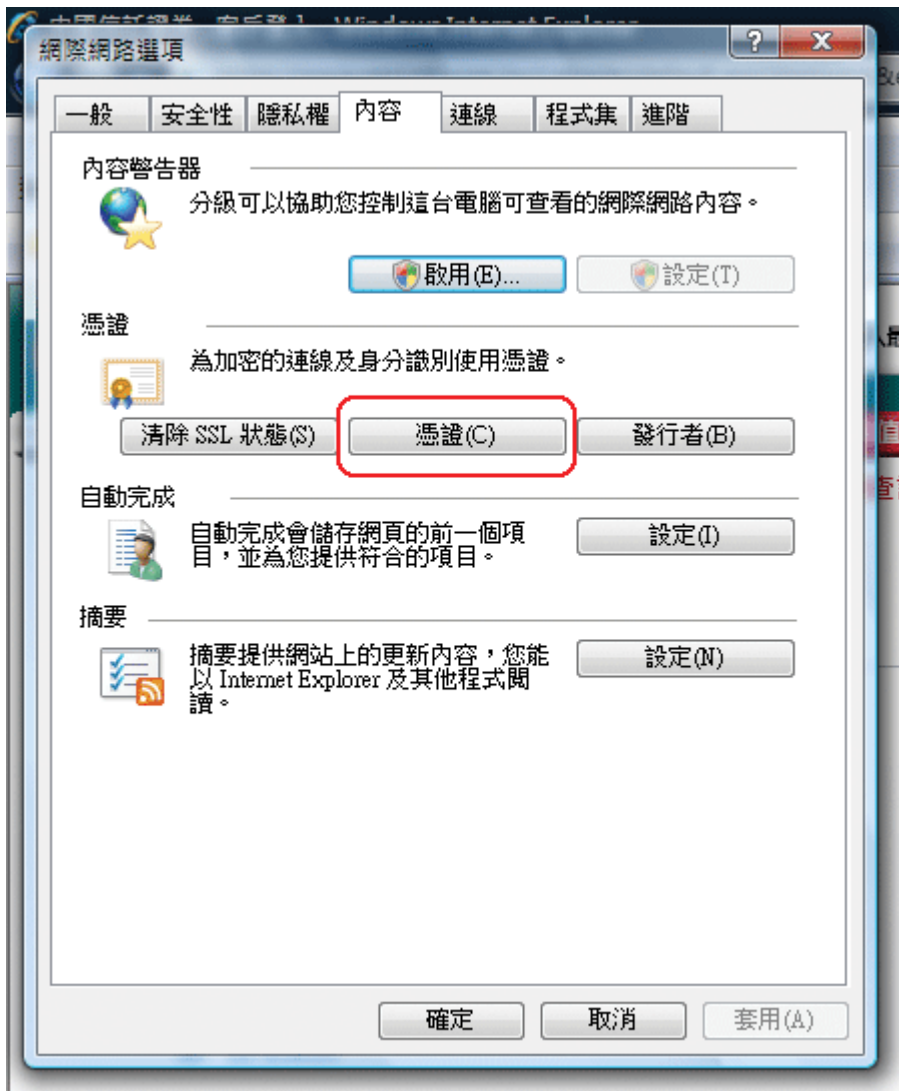 Windows Internet Explorer
網際網路選項
一般 安全性 隱私權 內容 連線 程式集 進階
內容警告器
分級可以協助您控制這台電腦可查看的網際網路內容。
啟用(E)... 設定(T)
憑證
為加密的連線及身分識別使用憑證。
清除 SSL 狀態(S) 憑證(C) 發行者(B)
自動完成
自動完成會儲存網頁的前一個項
目，並為您提供符合的項目。
設定(I)
摘要
摘要提供網站上的更新內容，您能
以 Internet Explorer 及其他程式閱
讀。
設定(N)
確定 取消 套用(A)